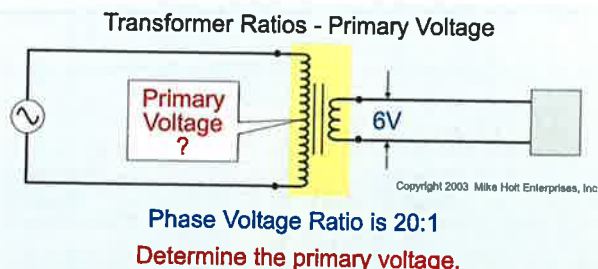 Transformer Ratios - Primary Voltage
Primary
Voltage
?
6V
Copyright 2003 Mike Holt Enterprises, Inc
Phase Voltage Ratio is 20:1
Determine the primary voltage.